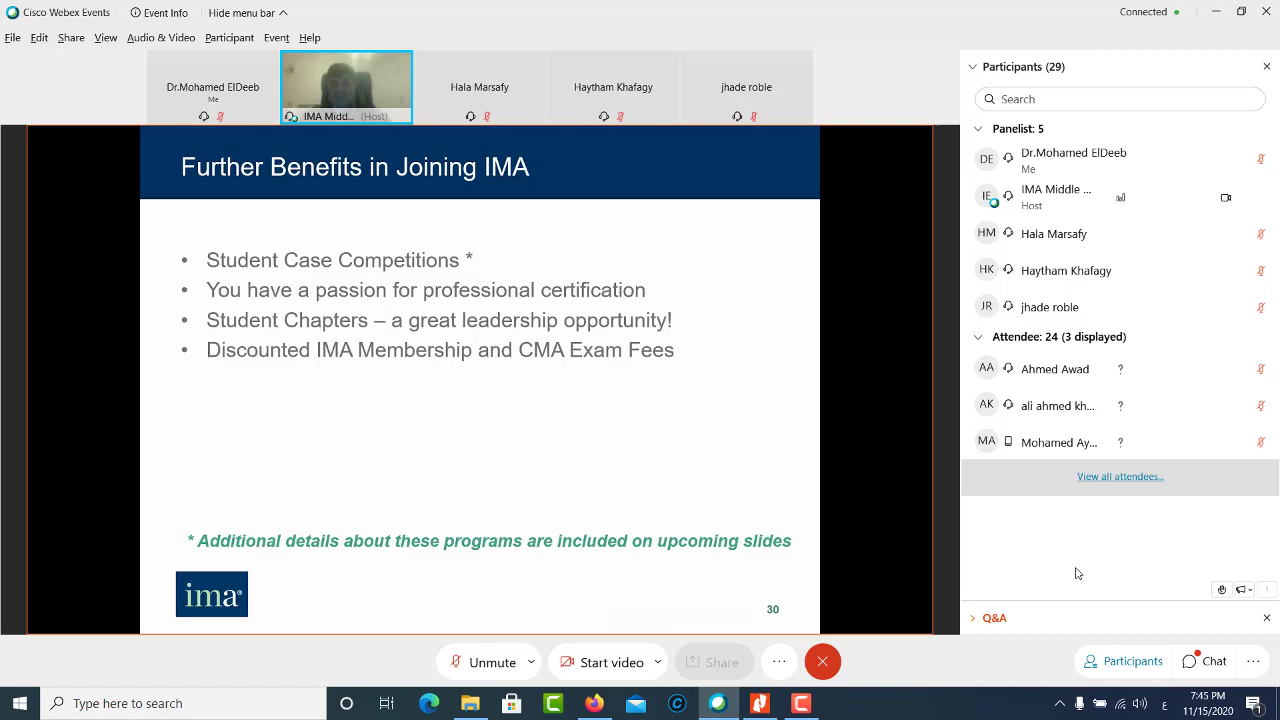 Cisco Webex Events
Event Info
Hide menu
Connected
File Edit Share View Audio & Video Participant Event Help
Dr.Mohamed ElDeeb
Me
IMA Midd... (Host)
Hala Marsafy
Haytham Khafagy
jhade roble
Further Benefits in Joining IMA
• Student Case Competitions *
• You have a passion for professional certification
• Student Chapters – a great leadership opportunity!
• Discounted IMA Membership and CMA Exam Fees
* Additional details about these programs are included on upcoming slides
ima®
30
Participants (29)
Search
Panelist: 5
DE Dr.Mohamed ElDeeb
Me
IE IMA Middle ...
Host
HM Hala Marsafy
HK Haytham Khafagy
JR jhade roble
Attendee: 24 (3 displayed)
AA Ahmed Awad ?
AK ali ahmed kh... ?
MA Mohamed Ay... ?
View all attendees...
Q&A
Unmute
Start video
Share
Participants
Chat
Type here to search
7:45 PM
11/15/2020